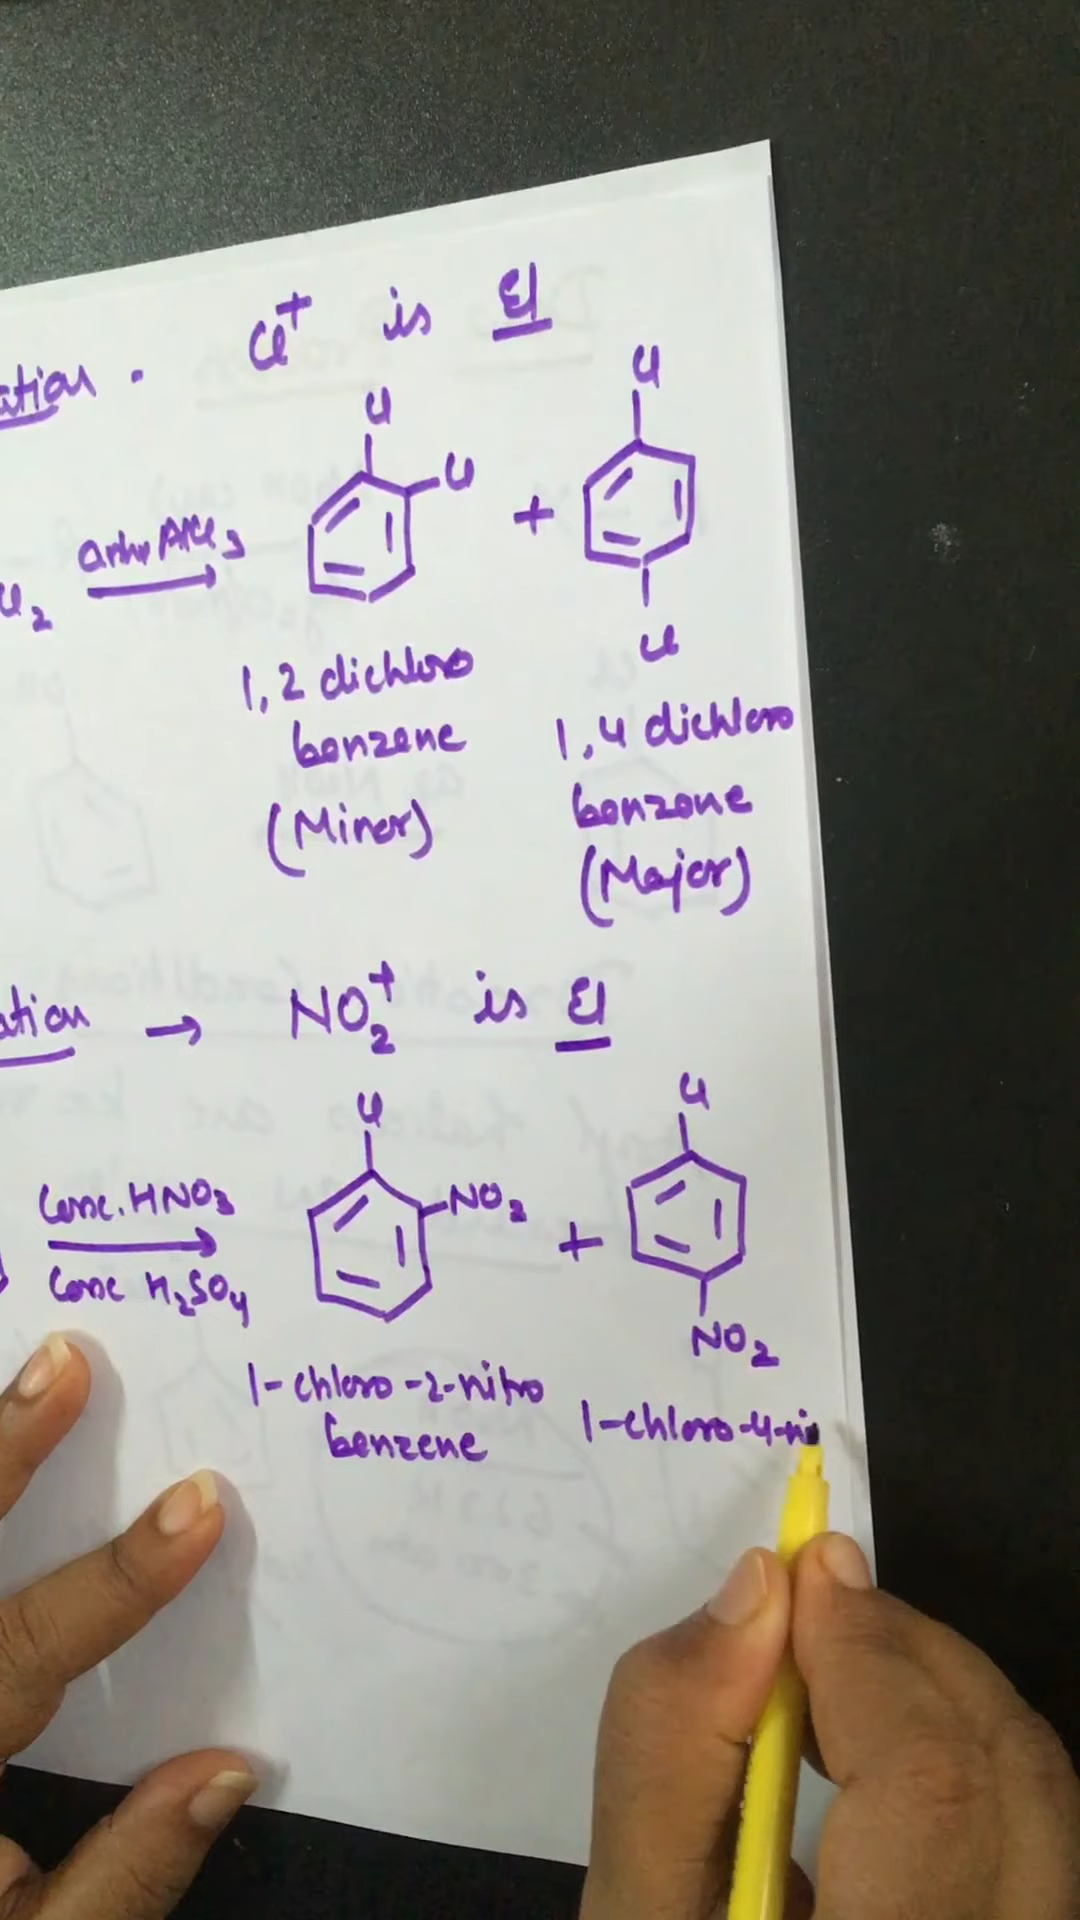 ation. Cl⁺ is El
Cl
Cl
Cl
Anhy AlCl₃
+
Cl₂
Cl
1,2 dichloro
benzene
(Minor)
1,4 dichloro
benzene
(Major)
ation → NO₂⁺ is El
Cl
Cl
Conc. HNO₃
NO₂
+
Conc H₂SO₄
NO₂
1-chloro-2-nitro
benzene
1-chloro-4-ni